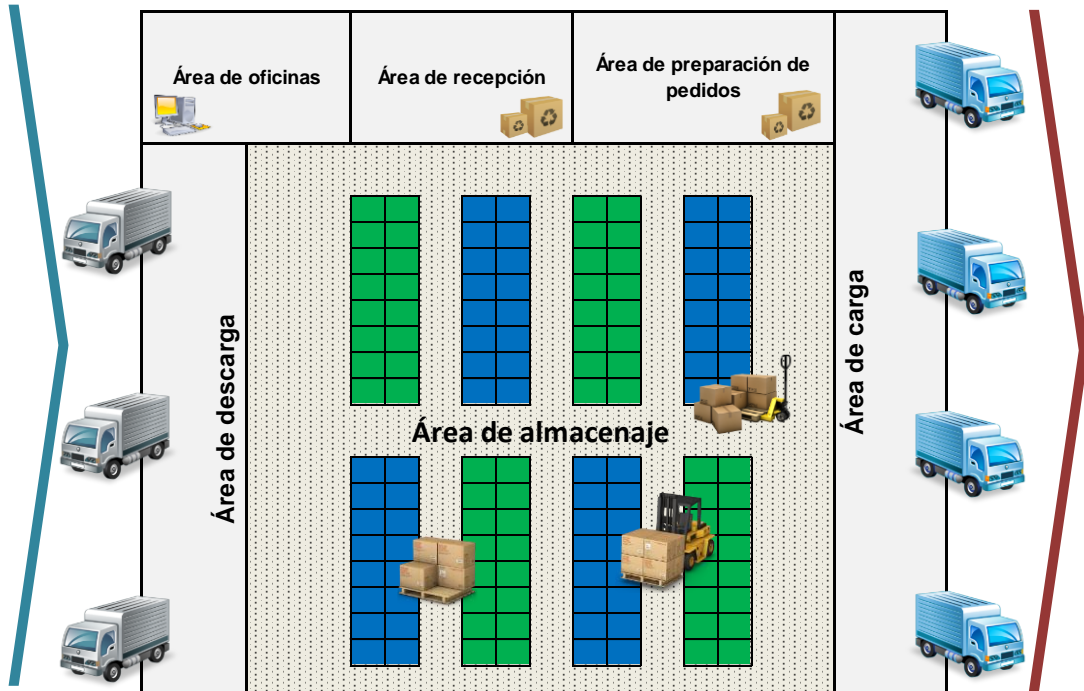 Área de oficinas
Área de recepción
Área de preparación de
pedidos
Área de descarga
Área de almacenaje
Área de carga